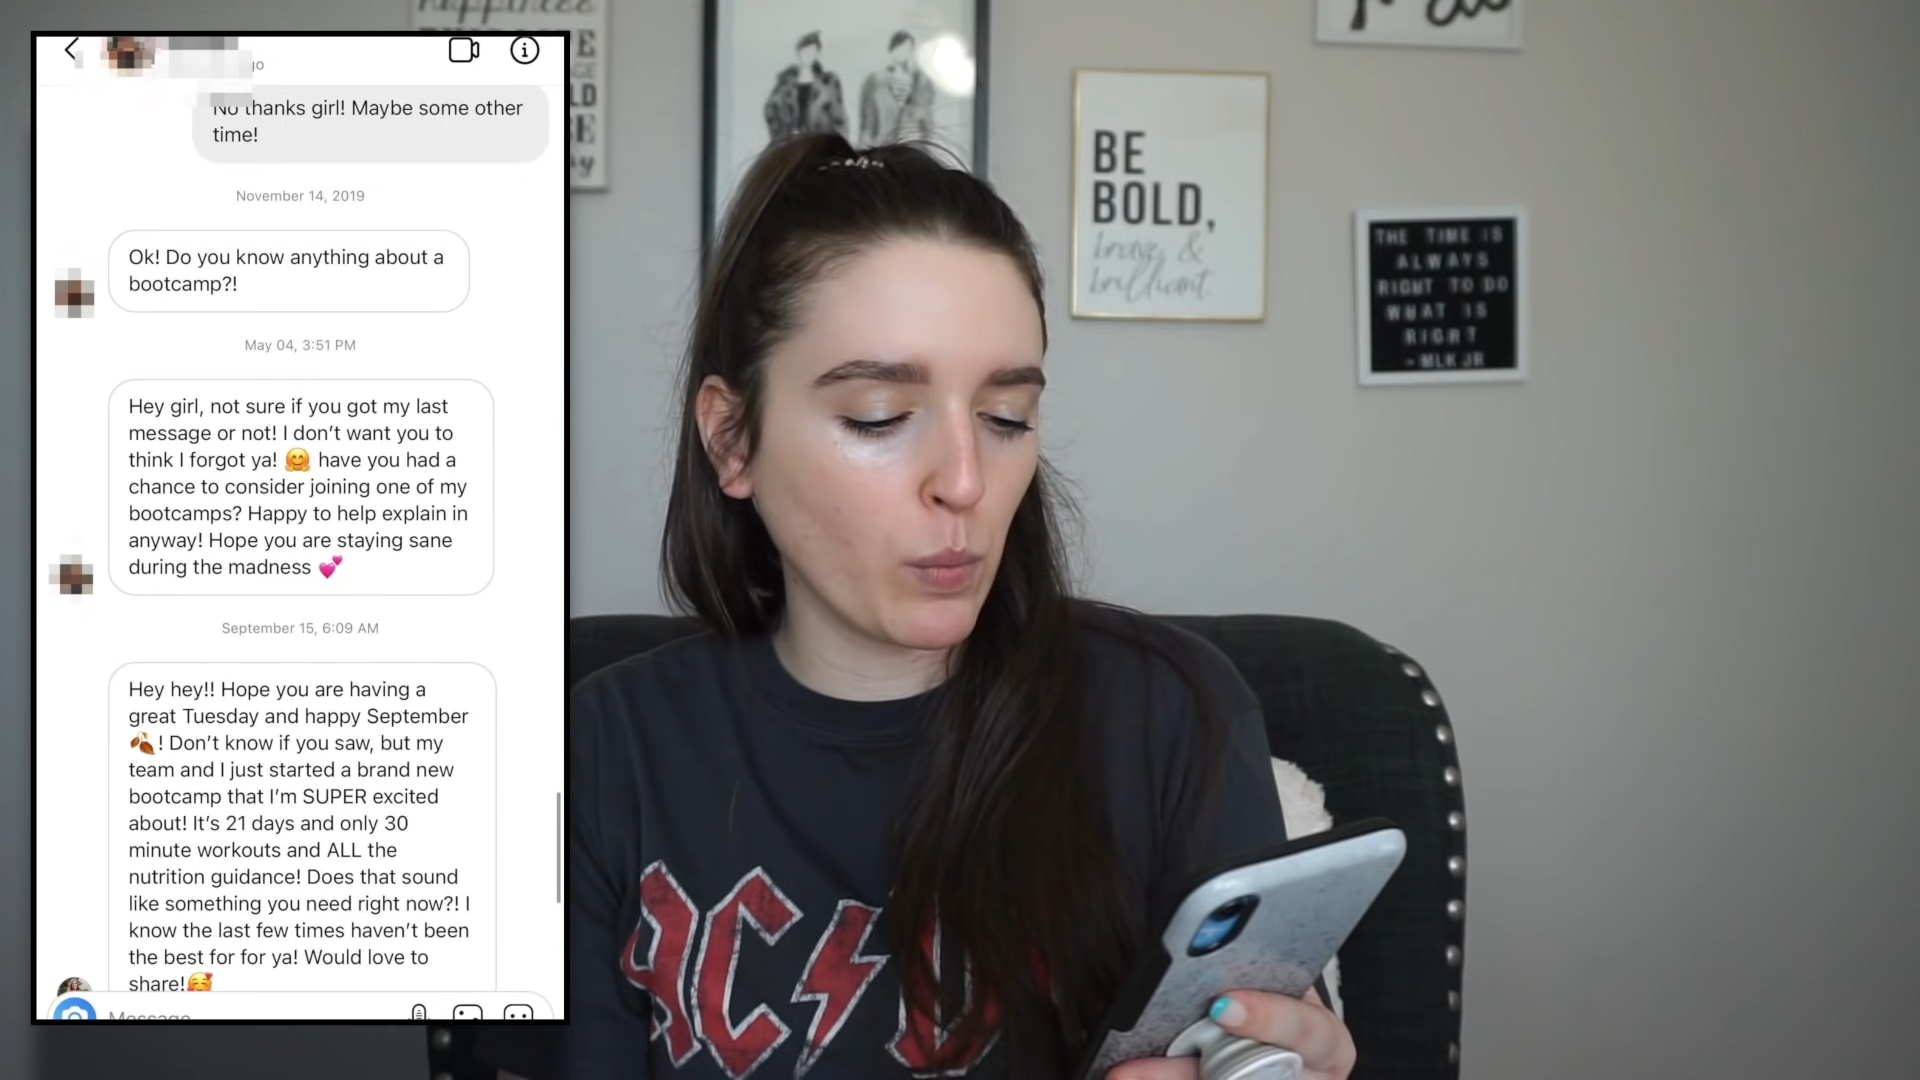 go
No thanks girl! Maybe some other
time!
November 14, 2019
Ok! Do you know anything about a
bootcamp?!
May 04, 3:51 PM
Hey girl, not sure if you got my last
message or not! I don’t want you to
think I forgot ya! 🤗 have you had a
chance to consider joining one of my
bootcamps? Happy to help explain in
anyway! Hope you are staying sane
during the madness 💕
September 15, 6:09 AM
Hey hey!! Hope you are having a
great Tuesday and happy September
🍂! Don’t know if you saw, but my
team and I just started a brand new
bootcamp that I’m SUPER excited
about! It’s 21 days and only 30
minute workouts and ALL the
nutrition guidance! Does that sound
like something you need right now?! I
know the last few times haven’t been
the best for for ya! Would love to
share!🥰
Message
happiness
BE
BOLD,
brave &
brilliant
THE TIME IS
ALWAYS
RIGHT TO DO
WHAT IS
RIGHT
-MLK JR
AC⚡D